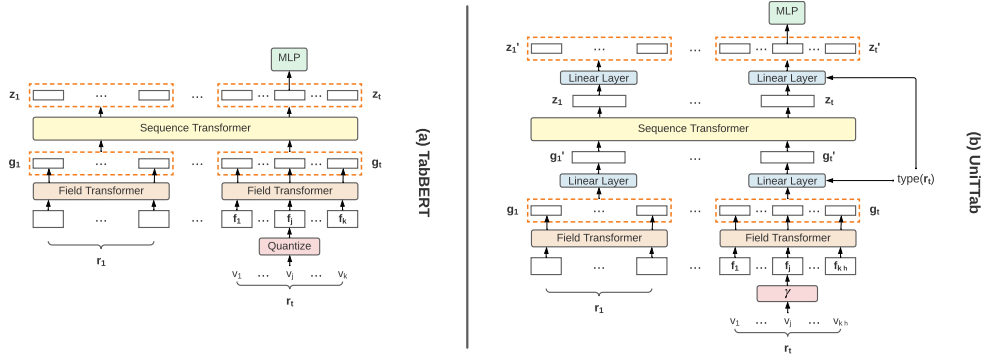 MLP
z1 ... ... ... zt
Sequence Transformer
g1 ... ... ... gt
Field Transformer Field Transformer
... ... f1 ... fj ... fk
Quantize
r1
v1 ... vj ... vk
rt
(a) TabBERT
MLP
z1' ... ... ... ... zt'
Linear Layer Linear Layer
z1 ... zt
Sequence Transformer
g1' ... gt'
Linear Layer Linear Layer
type(rt)
g1 ... ... ... ... gt
Field Transformer Field Transformer
... ... f1 ... fj ... fk h
γ
r1
v1 ... vj ... vk h
rt
(b) UniTTab